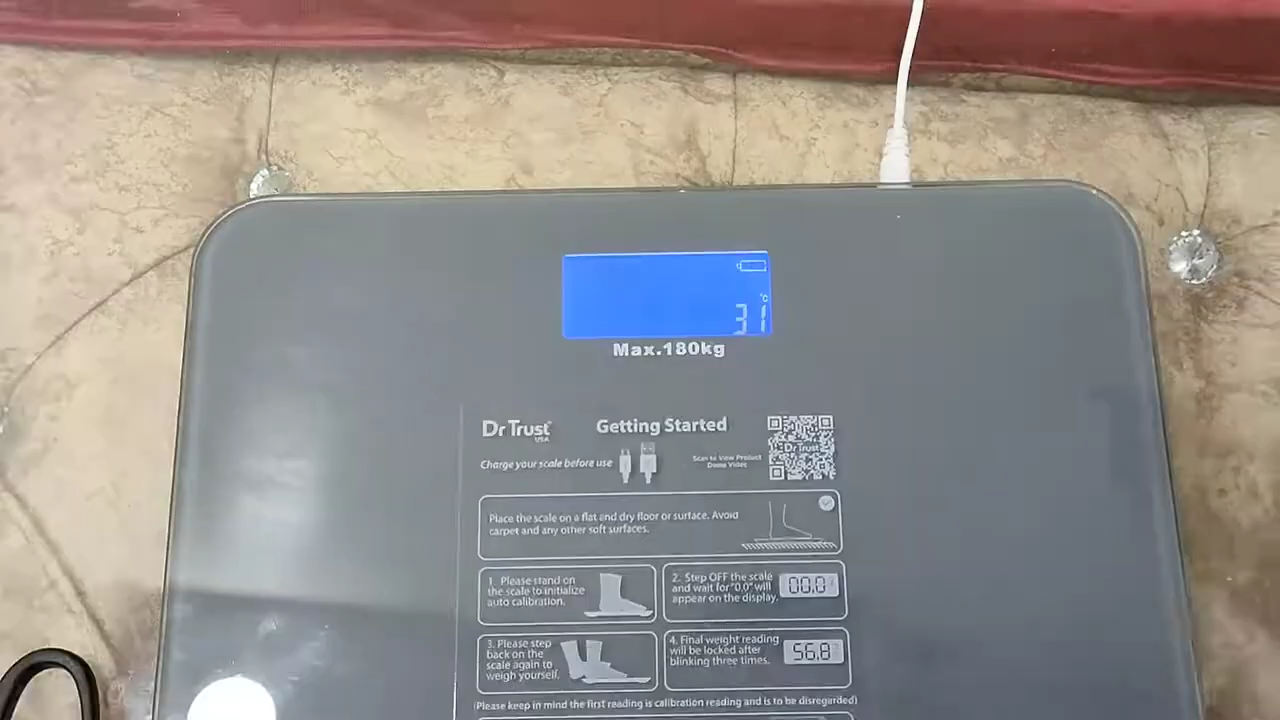 °C
31
Max.180kg
Dr Trust
USA
Getting Started
Charge your scale before use
Scan to View Product
Demo Video
Dr Trust
Place the scale on a flat and dry floor or surface. Avoid
carpet and any other soft surfaces.
1. Please stand on
the scale to initialize
auto calibration.
2. Step OFF the scale
and wait for "0.0" will
appear on the display.
00.0
3. Please step
back on the
scale again to
weigh yourself.
4. Final weight reading
will be locked after
blinking three times.
56.8
(Please keep in mind the first reading is calibration reading and is to be disregarded)